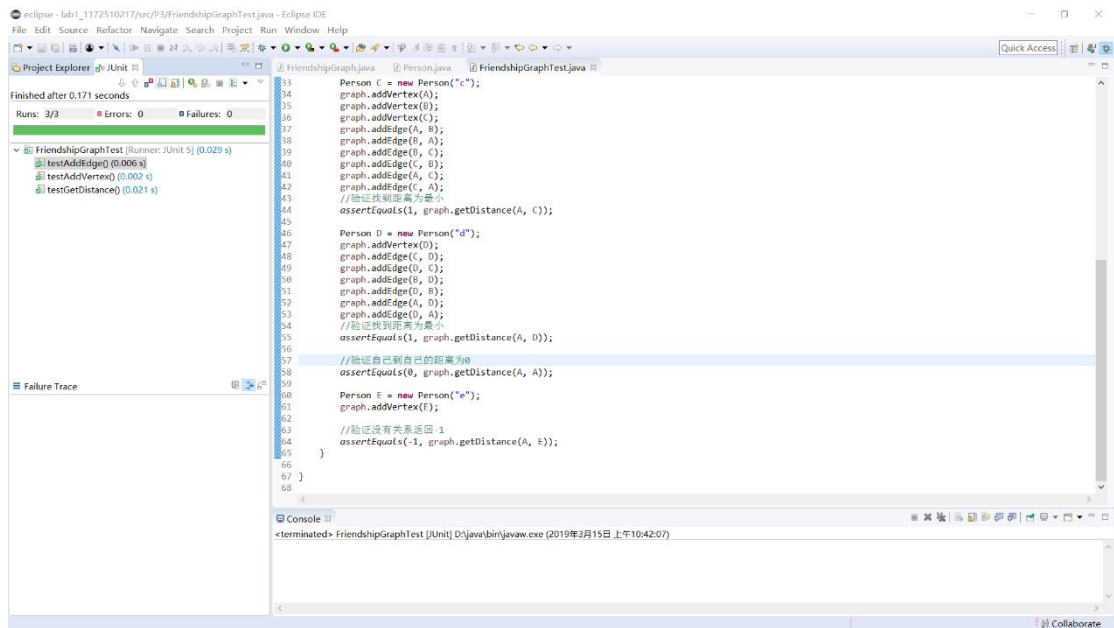 eclipse - lab1_1172510217/src/P3/FriendshipGraphTest.java - Eclipse IDE
File Edit Source Refactor Navigate Search Project Run Window Help
Quick Access
Project Explorer JUnit
Finished after 0.171 seconds
Runs: 3/3 Errors: 0 Failures: 0
FriendshipGraphTest [Runner: JUnit 5] (0.029 s)
testAddEdge() (0.006 s)
testAddVertex() (0.002 s)
testGetDistance() (0.021 s)
Failure Trace
FriendshipGraph.java Person.java FriendshipGraphTest.java
33 Person C = new Person("c");
34 graph.addVertex(A);
35 graph.addVertex(B);
36 graph.addVertex(C);
37 graph.addEdge(A, B);
38 graph.addEdge(B, A);
39 graph.addEdge(B, C);
40 graph.addEdge(C, B);
41 graph.addEdge(A, C);
42 graph.addEdge(C, A);
43 //验证找到距离为最小
44 assertEquals(1, graph.getDistance(A, C));
45
46 Person D = new Person("d");
47 graph.addVertex(D);
48 graph.addEdge(C, D);
49 graph.addEdge(D, C);
50 graph.addEdge(B, D);
51 graph.addEdge(D, B);
52 graph.addEdge(A, D);
53 graph.addEdge(D, A);
54 //验证找到距离为最小
55 assertEquals(1, graph.getDistance(A, D));
56
57 //验证自己到自己的距离为0
58 assertEquals(0, graph.getDistance(A, A));
59
60 Person E = new Person("e");
61 graph.addVertex(E);
62
63 //验证没有关系返回-1
64 assertEquals(-1, graph.getDistance(A, E));
65 }
66
67 }
68
Console
<terminated> FriendshipGraphTest [JUnit] D:\java\bin\javaw.exe (2019年3月15日 上午10:42:07)
Collaborate